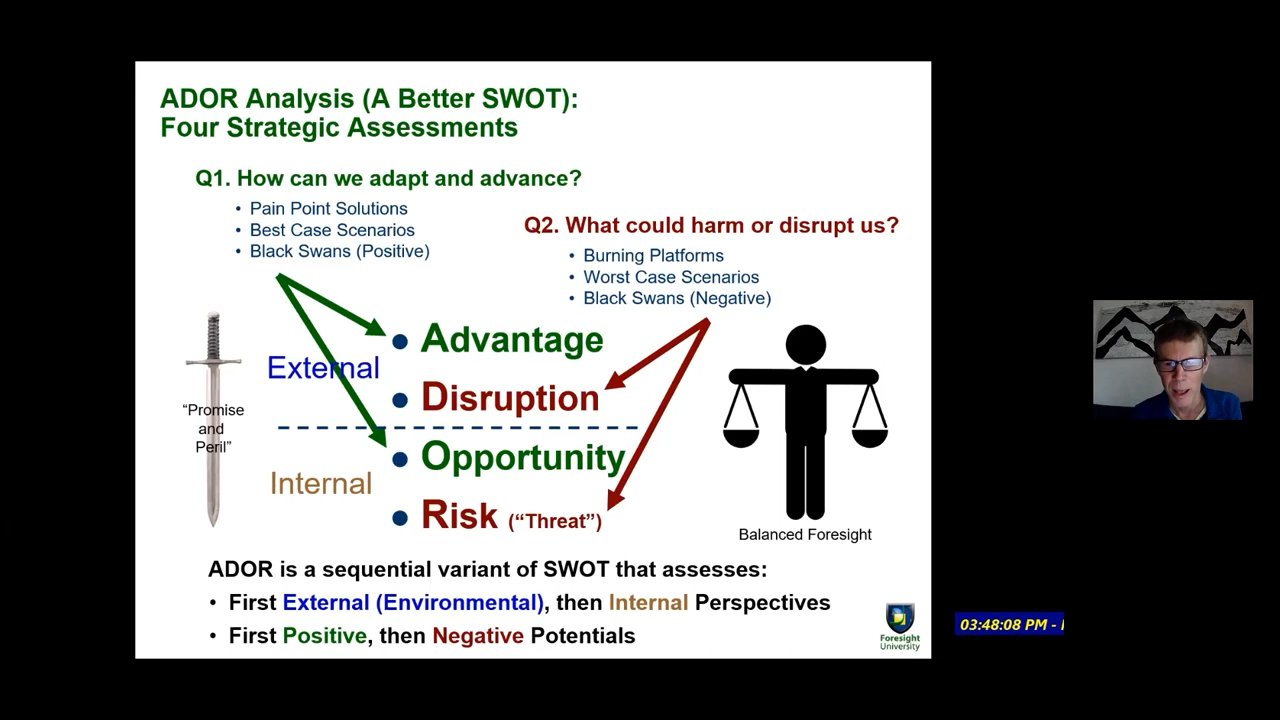 ADOR Analysis (A Better SWOT):
Four Strategic Assessments
Q1. How can we adapt and advance?
• Pain Point Solutions
• Best Case Scenarios
• Black Swans (Positive)
Q2. What could harm or disrupt us?
• Burning Platforms
• Worst Case Scenarios
• Black Swans (Negative)
“Promise
and
Peril”
External
Internal
• Advantage
• Disruption
• Opportunity
• Risk (“Threat”)
Balanced Foresight
ADOR is a sequential variant of SWOT that assesses:
• First External (Environmental), then Internal Perspectives
• First Positive, then Negative Potentials
Foresight
University
03:48:08 PM -